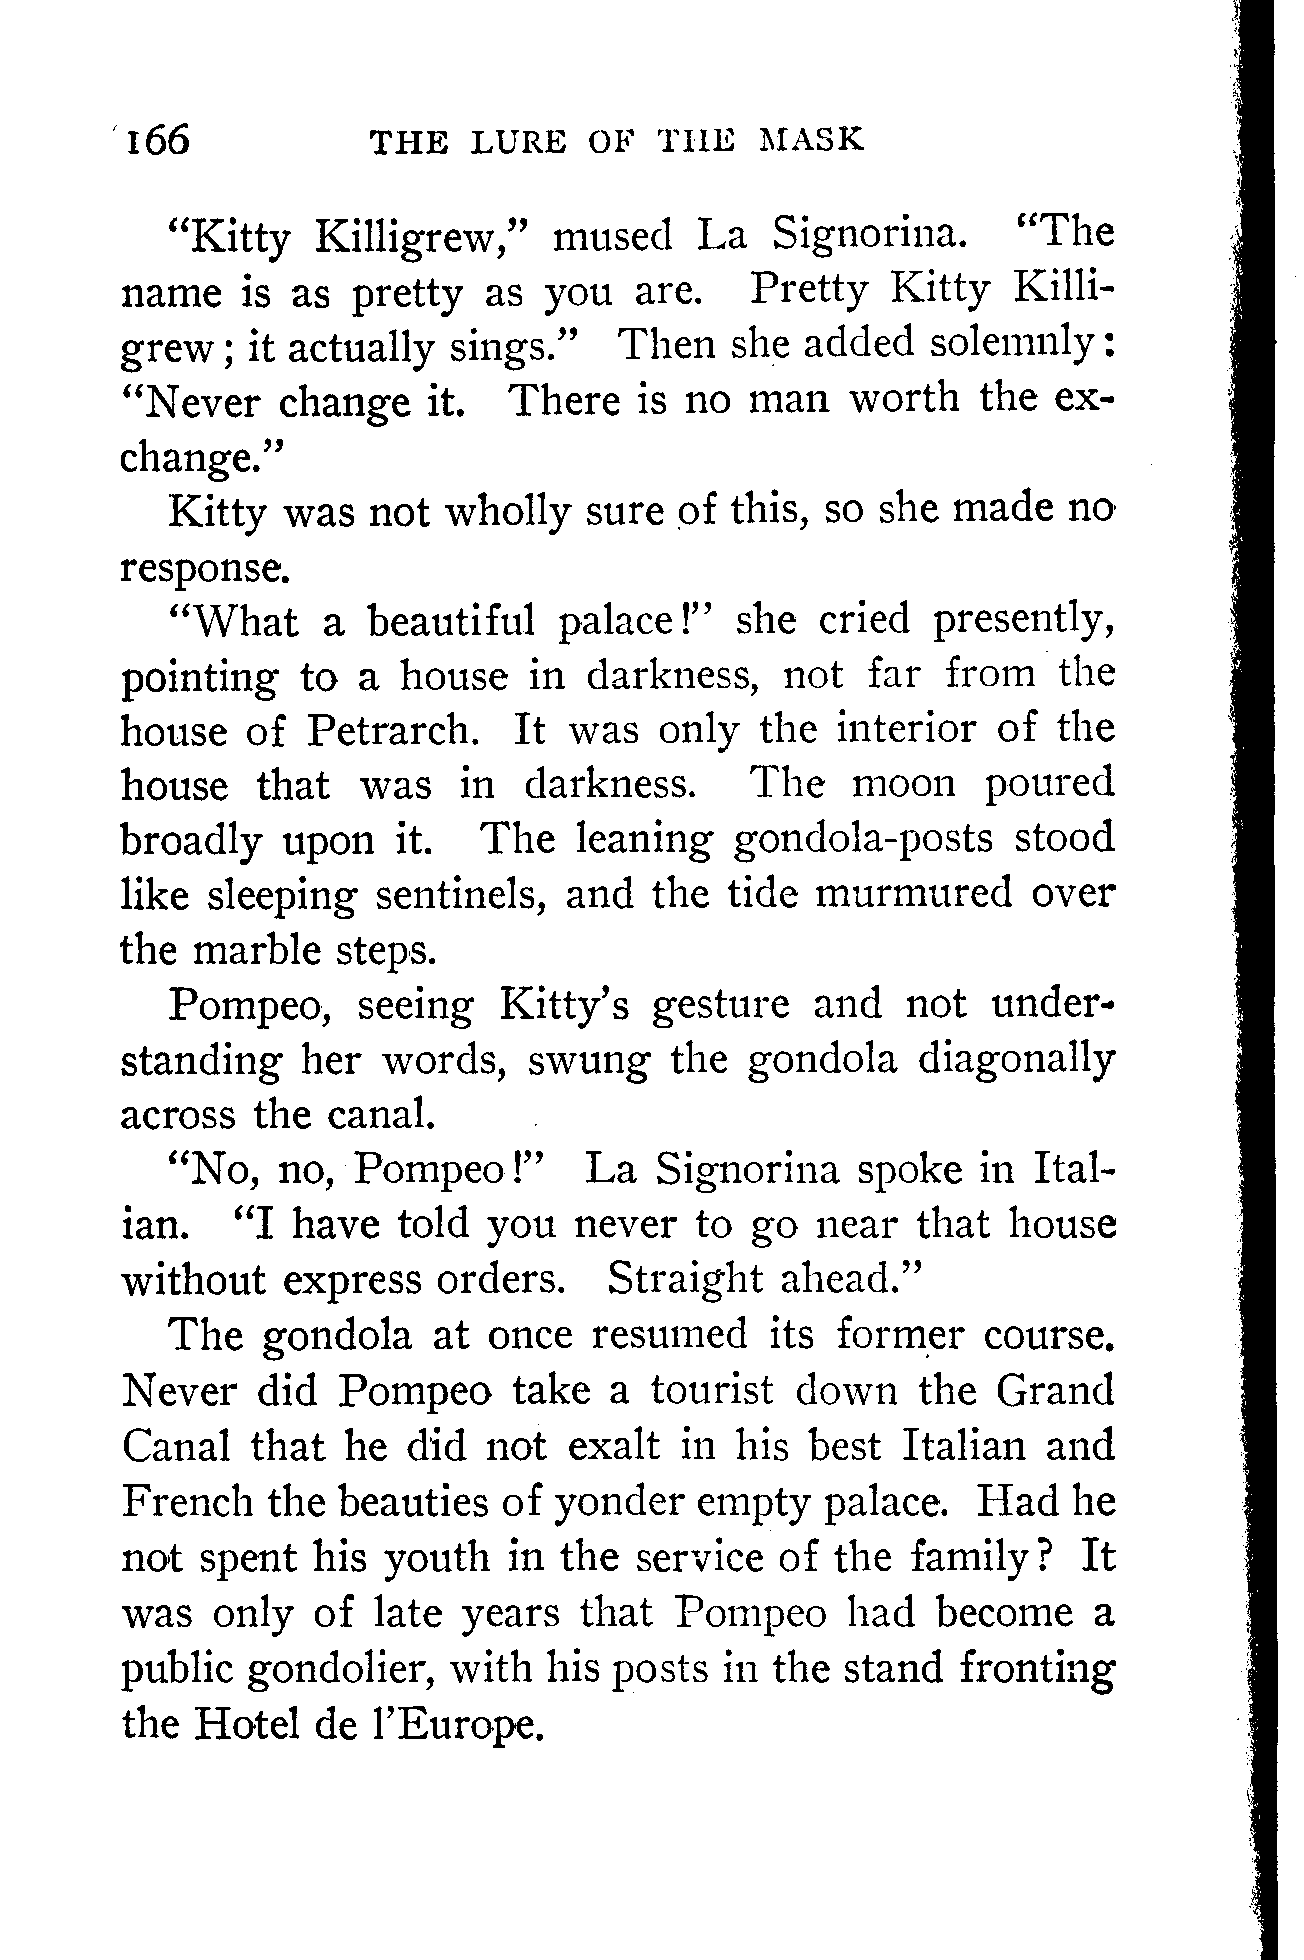 166 THE LURE OF THE MASK
“Kitty Killigrew,” mused La Signorina. “The
name is as pretty as you are. Pretty Kitty Killi-
grew; it actually sings.” Then she added solemnly:
“Never change it. There is no man worth the ex-
change.”
Kitty was not wholly sure of this, so she made no
response.
“What a beautiful palace!” she cried presently,
pointing to a house in darkness, not far from the
house of Petrarch. It was only the interior of the
house that was in darkness. The moon poured
broadly upon it. The leaning gondola-posts stood
like sleeping sentinels, and the tide murmured over
the marble steps.
Pompeo, seeing Kitty’s gesture and not under-
standing her words, swung the gondola diagonally
across the canal.
“No, no, Pompeo!” La Signorina spoke in Ital-
ian. “I have told you never to go near that house
without express orders. Straight ahead.”
The gondola at once resumed its former course.
Never did Pompeo take a tourist down the Grand
Canal that he did not exalt in his best Italian and
French the beauties of yonder empty palace. Had he
not spent his youth in the service of the family? It
was only of late years that Pompeo had become a
public gondolier, with his posts in the stand fronting
the Hotel de l’Europe.